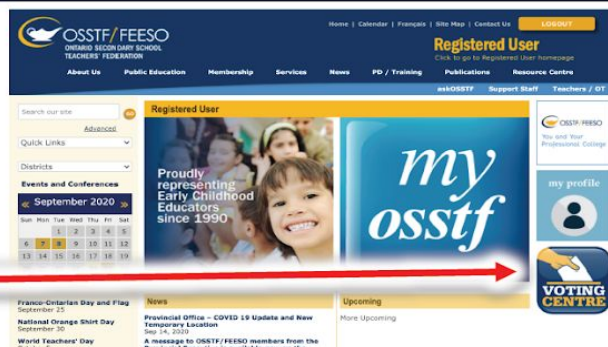 OSSTF/FEESO
ONTARIO SECONDARY SCHOOL
TEACHERS' FEDERATION
Home | Calendar | Français | Site Map | Contact Us
LOGOUT
Registered User
Click to go to Registered User homepage
About Us Public Education Membership Services News PD / Training Publications Resource Centre
askOSSTF Support Staff Teachers / OT
Search our site
GO
Advanced
Quick Links
Districts
Events and Conferences
« September 2020 »
Sun Mon Tue Wed Thu Fri Sat
1 2 3 4 5
6 7 8 9 10 11 12
13 14 15 16 17 18 19
Franco-Ontarian Day and Flag
September 25
National Orange Shirt Day
September 30
World Teachers' Day
Registered User
Proudly
representing
Early Childhood
Educators
since 1990
my
osstf
News
Provincial Office – COVID 19 Update and New
Temporary Location
Sep 14, 2020
A message to OSSTF/FEESO members from the
Upcoming
More Upcoming
OSSTF/FEESO
You and Your
Professional College
my profile
VOTING
CENTRE